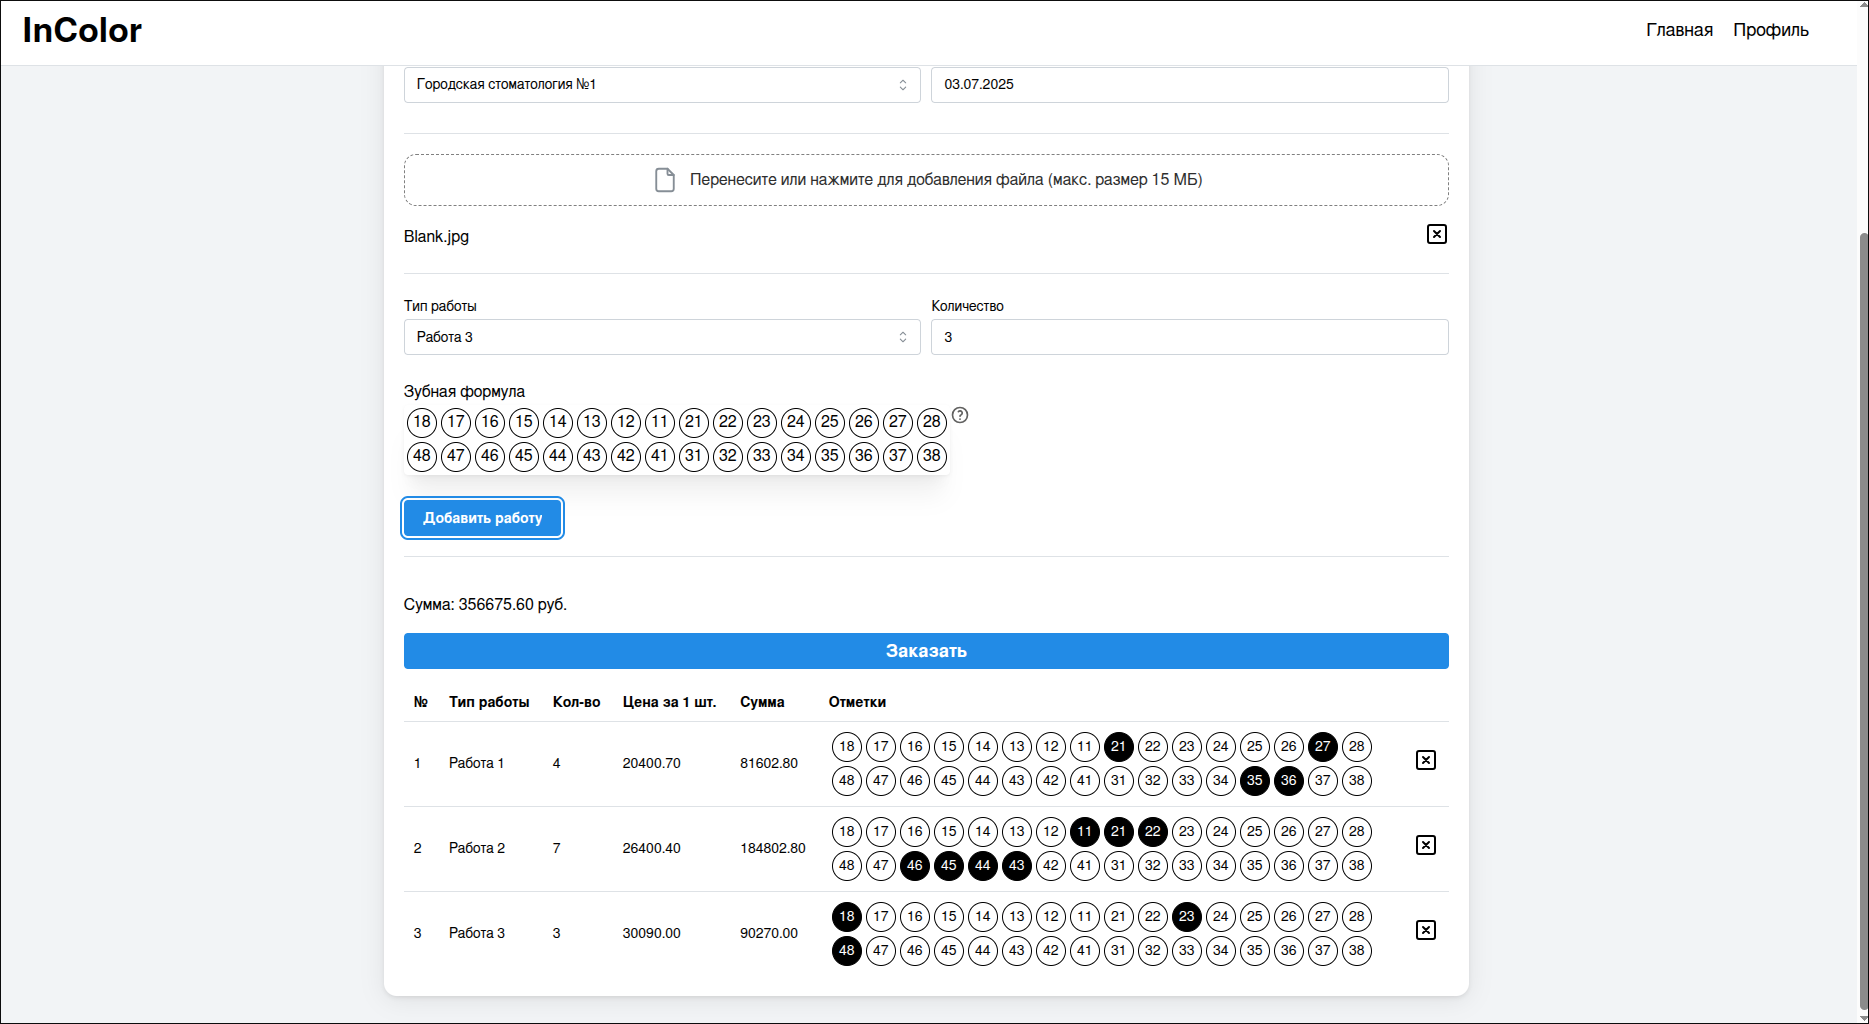 InColor
Главная Профиль
Городская стоматология №1 03.07.2025
Перенесите или нажмите для добавления файла (макс. размер 15 МБ)
Blank.jpg
Тип работы Количество
Работа 3 3
Зубная формула
18 17 16 15 14 13 12 11 21 22 23 24 25 26 27 28
48 47 46 45 44 43 42 41 31 32 33 34 35 36 37 38
Добавить работу
Сумма: 356675.60 руб.
Заказать
№ Тип работы Кол-во Цена за 1 шт. Сумма Отметки
18 17 16 15 14 13 12 11 21 22 23 24 25 26 27 28
1 Работа 1 4 20400.70 81602.80
48 47 46 45 44 43 42 41 31 32 33 34 35 36 37 38
18 17 16 15 14 13 12 11 21 22 23 24 25 26 27 28
2 Работа 2 7 26400.40 184802.80
48 47 46 45 44 43 42 41 31 32 33 34 35 36 37 38
18 17 16 15 14 13 12 11 21 22 23 24 25 26 27 28
3 Работа 3 3 30090.00 90270.00
48 47 46 45 44 43 42 41 31 32 33 34 35 36 37 38